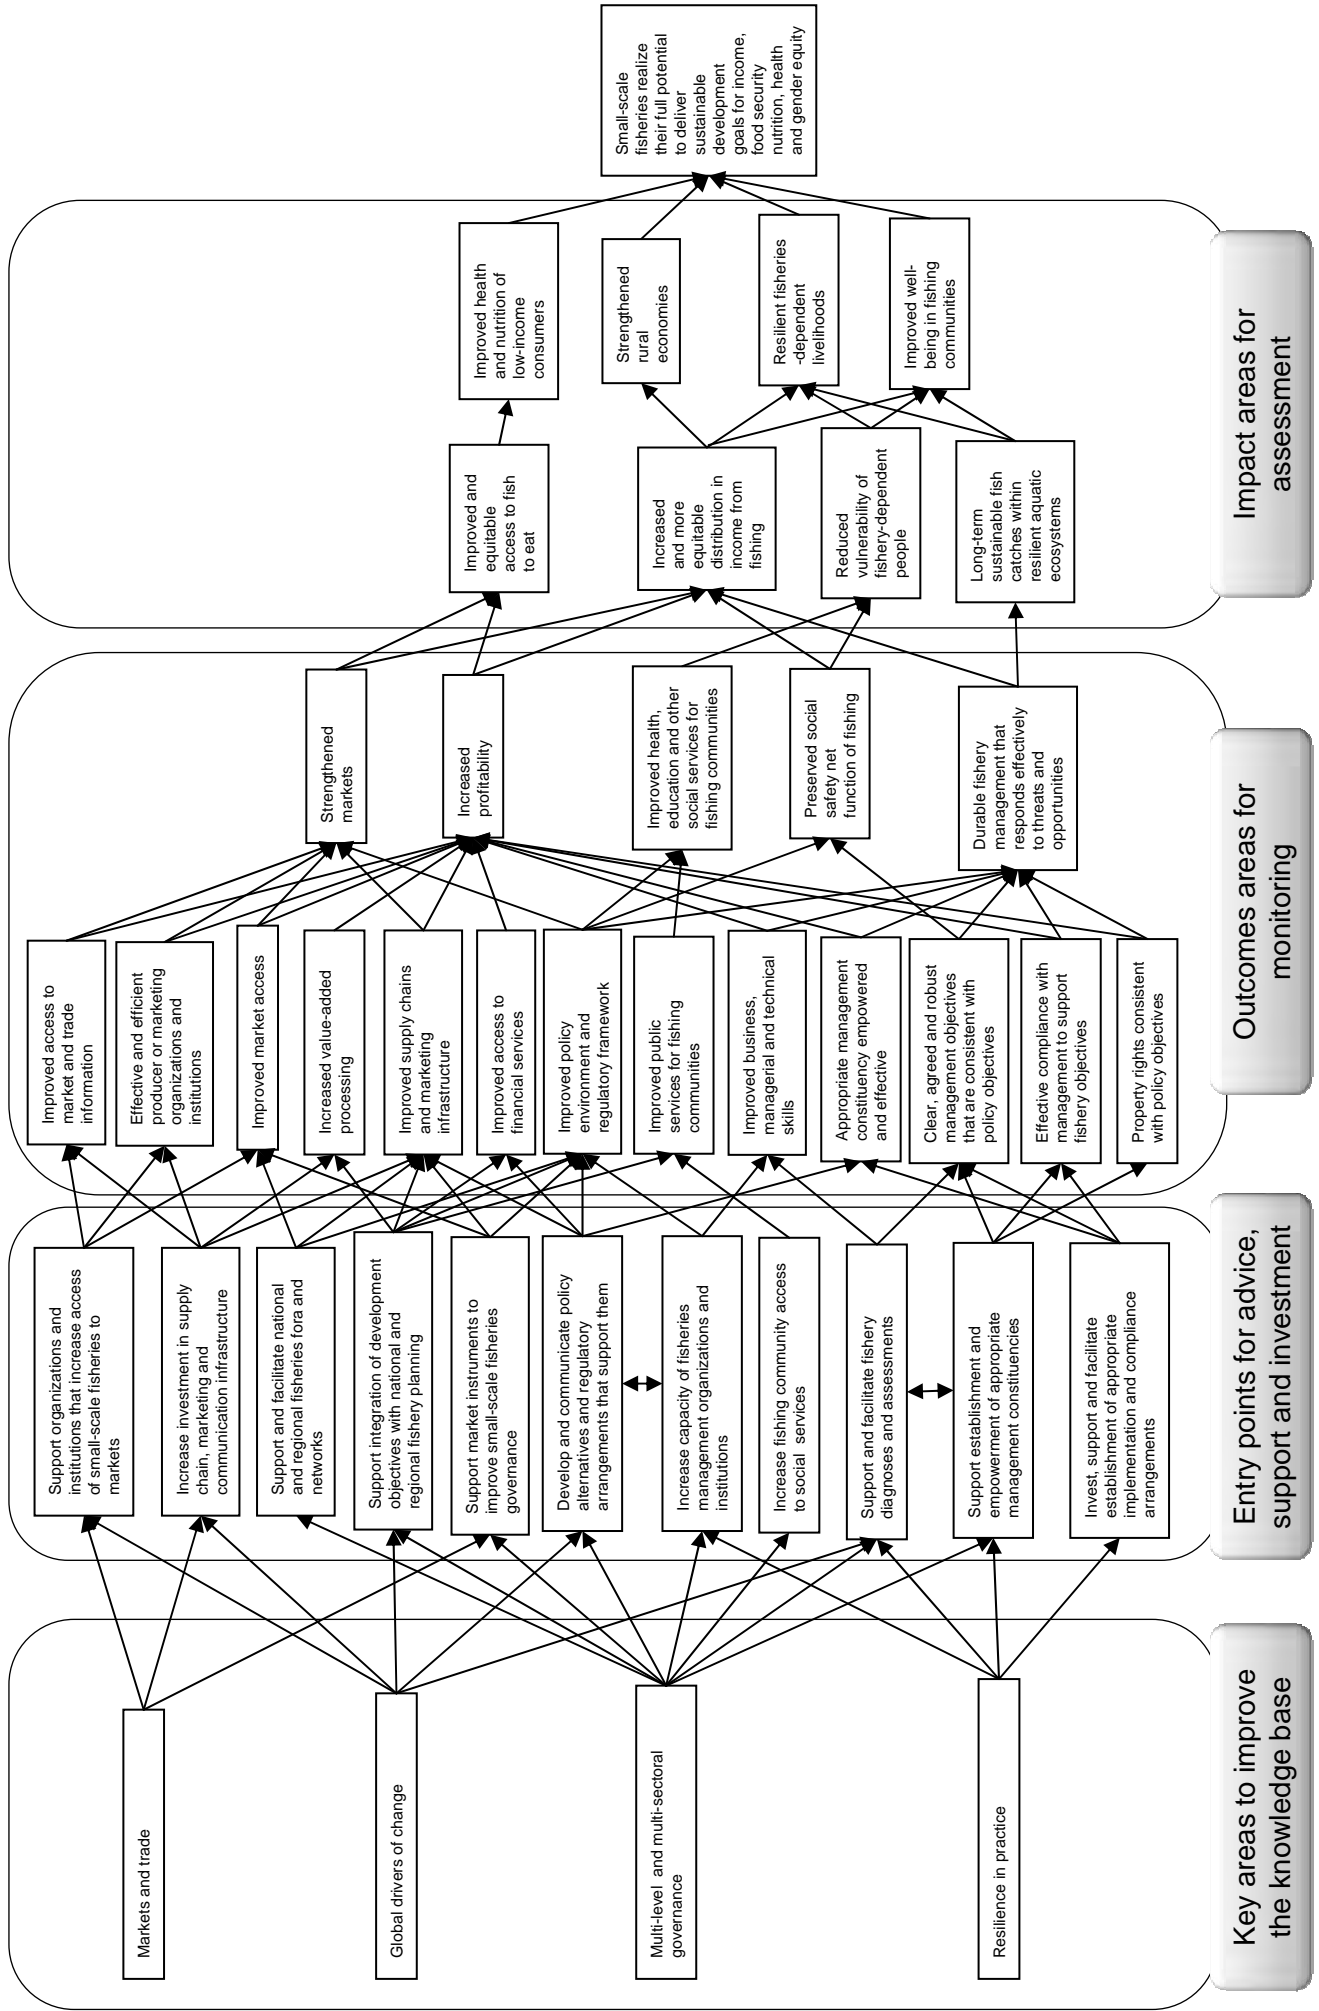 Markets and trade
Global drivers of change
Multi-level and multi-sectoral
governance
Resilience in practice
Key areas to improve
the knowledge base
Support organizations and
institutions that increase access
of small-scale fisheries to
markets
Increase investment in supply
chain, marketing and
communication infrastructure
Support and facilitate national
and regional fisheries fora and
networks
Support integration of development
objectives with national and
regional fishery planning
Support market instruments to
improve small-scale fisheries
governance
Develop and communicate policy
alternatives and regulatory
arrangements that support them
Increase capacity of fisheries
management organizations and
institutions
Increase fishing community access
to social services
Support and facilitate fishery
diagnoses and assessments
Support establishment and
empowerment of appropriate
management constituencies
Invest, support and facilitate
establishment of appropriate
implementation and compliance
arrangements
Entry points for advice,
support and investment
Improved access to
market and trade
information
Effective and efficient
producer or marketing
organizations and
institutions
Improved market access
Increased value-added
processing
Improved supply chains
and marketing
infrastructure
Improved access to
financial services
Improved policy
environment and
regulatory framework
Improved public
services for fishing
communities
Improved business,
managerial and technical
skills
Appropriate management
constituency empowered
and effective
Clear, agreed and robust
management objectives
that are consistent with
policy objectives
Effective compliance with
management to support
fishery objectives
Property rights consistent
with policy objectives
Strengthened
markets
Increased
profitability
Improved health,
education and other
social services for
fishing communities
Preserved social
safety net
function of fishing
Durable fishery
management that
responds effectively
to threats and
opportunities
Outcomes areas for
monitoring
Improved and
equitable
access to fish
to eat
Increased
and more
equitable
distribution in
income from
fishing
Reduced
vulnerability of
fishery-dependent
people
Long-term
sustainable fish
catches within
resilient aquatic
ecosystems
Improved health
and nutrition of
low-income
consumers
Strengthened
rural
economies
Resilient fisheries
-dependent
livelihoods
Improved well-
being in fishing
communities
Impact areas for
assessment
Small-scale
fisheries realize
their full potential
to deliver
sustainable
development
goals for income,
food security
nutrition, health
and gender equity